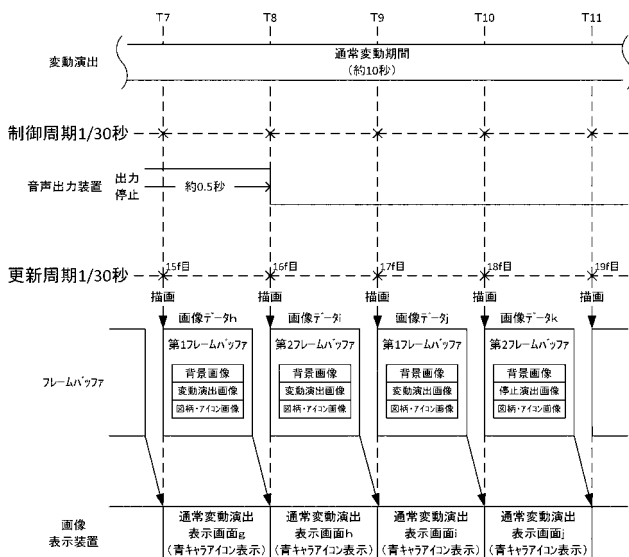 T7 T8 T9 T10 T11
変動演出
通常変動期間
(約10秒)
制御周期1/30秒
音声出力装置
出力
停止
約0.5秒
更新周期1/30秒
15f目 16f目 17f目 18f目 19f目
描画 描画 描画 描画 描画
画像データh 画像データi 画像データj 画像データk
フレームバッファ
第1フレームバッファ 第2フレームバッファ 第1フレームバッファ 第2フレームバッファ
背景画像 背景画像 背景画像 背景画像
変動演出画像 変動演出画像 変動演出画像 停止演出画像
図柄・アイコン画像 図柄・アイコン画像 図柄・アイコン画像 図柄・アイコン画像
画像
表示装置
通常変動演出 通常変動演出 通常変動演出 通常変動演出
表示画面g 表示画面h 表示画面i 表示画面j
(青キャラアイコン表示) (青キャラアイコン表示) (青キャラアイコン表示) (青キャラアイコン表示)